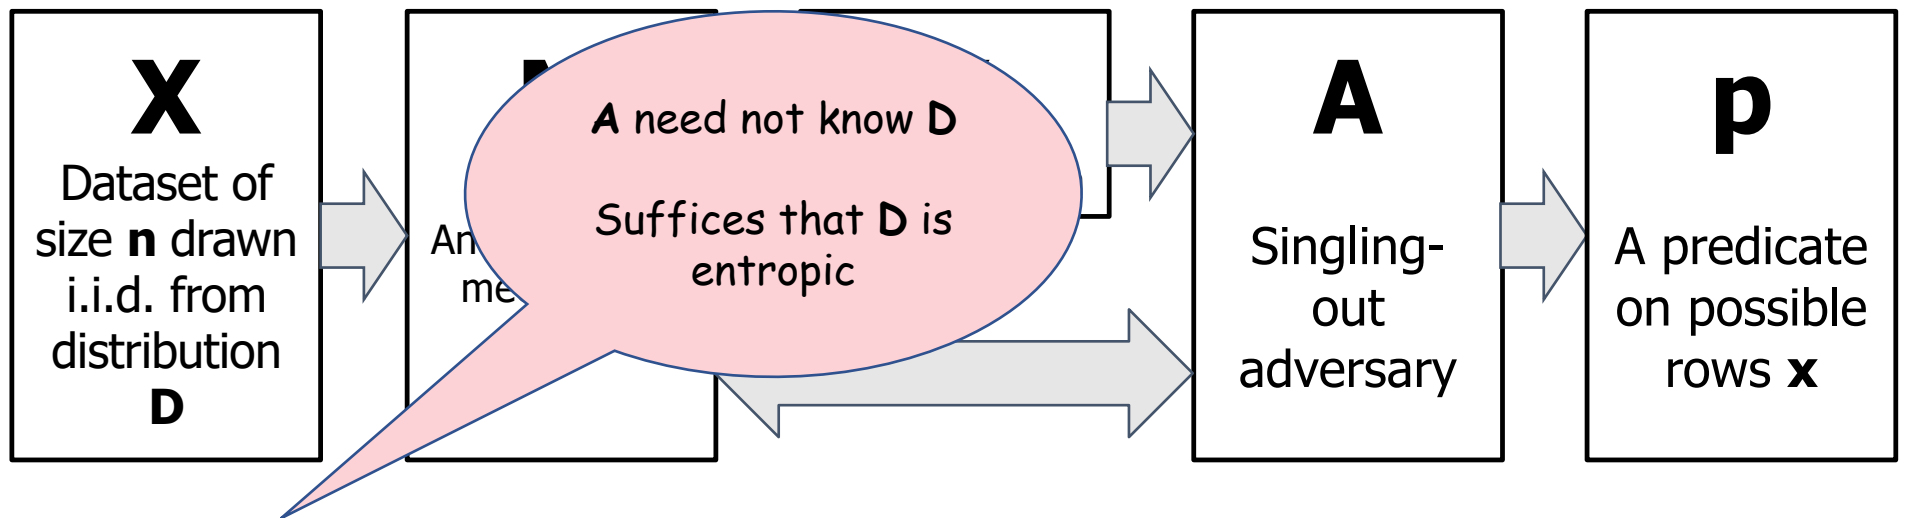 X
Dataset of
size n drawn
i.i.d. from
distribution
D
A need not know D
Suffices that D is
entropic
A
Singling-
out
adversary
p
A predicate
on possible
rows x